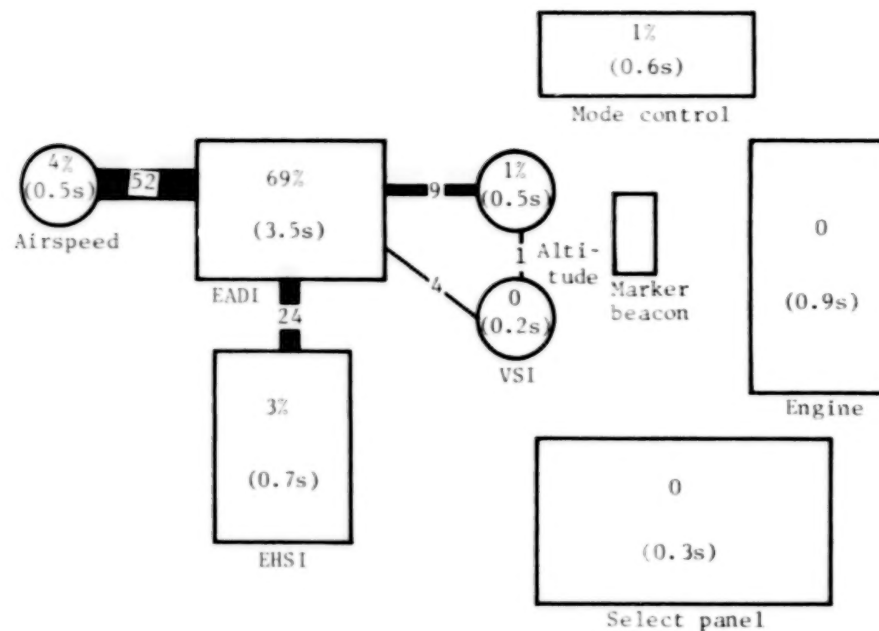 1%
(0.6s)
Mode control
4%
(0.5s)
Airspeed
52
69%
(3.5s)
EADI
9
1%
(0.5s)
Alti-
tude
1
4
0
(0.2s)
VSI
Marker
beacon
0
(0.9s)
Engine
24
3%
(0.7s)
EHSI
0
(0.3s)
Select panel